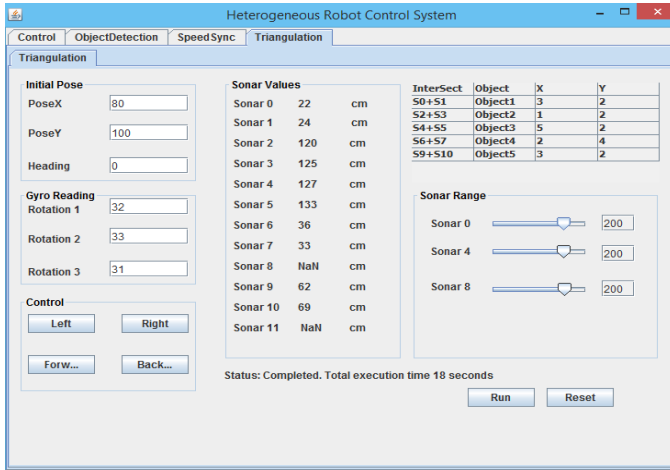 Heterogeneous Robot Control System
Control ObjectDetection SpeedSync Triangulation
Triangulation
Initial Pose
PoseX 80
PoseY 100
Heading 0
Gyro Reading
Rotation 1 32
Rotation 2 33
Rotation 3 31
Control
Left Right
Forw... Back...
Sonar Values
Sonar 0 22 cm
Sonar 1 24 cm
Sonar 2 120 cm
Sonar 3 125 cm
Sonar 4 127 cm
Sonar 5 133 cm
Sonar 6 36 cm
Sonar 7 33 cm
Sonar 8 NaN cm
Sonar 9 62 cm
Sonar 10 69 cm
Sonar 11 NaN cm
InterSect Object X Y
S0+S1 Object1 3 2
S2+S3 Object2 1 2
S4+S5 Object3 5 2
S6+S7 Object4 2 4
S9+S10 Object5 3 2
Sonar Range
Sonar 0 200
Sonar 4 200
Sonar 8 200
Status: Completed. Total execution time 18 seconds
Run Reset